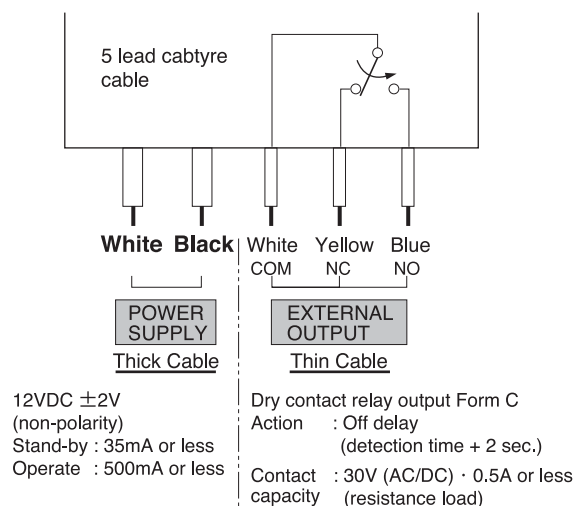 5 lead cabtyre
cable
White Black White Yellow Blue
COM NC NO
POWER
SUPPLY
EXTERNAL
OUTPUT
Thick Cable
Thin Cable
12VDC ±2V
(non-polarity)
Stand-by : 35mA or less
Operate : 500mA or less
Dry contact relay output Form C
Action : Off delay
(detection time + 2 sec.)
Contact : 30V (AC/DC) · 0.5A or less
capacity (resistance load)